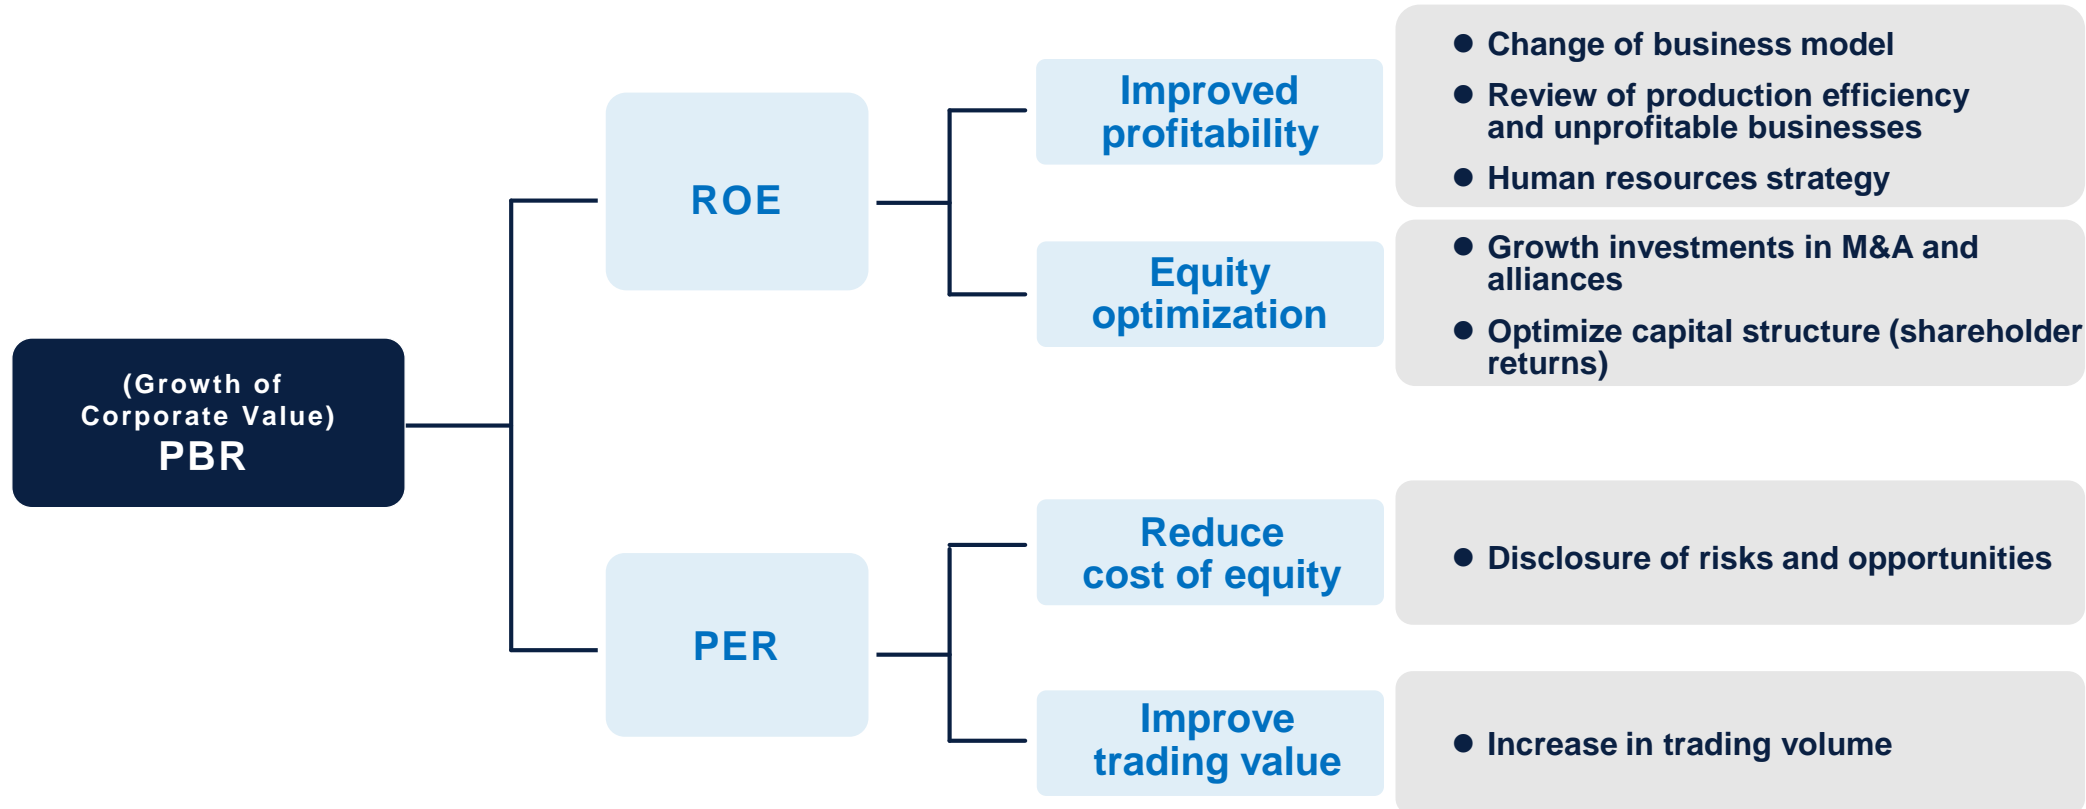 (Growth of
Corporate Value)
PBR
ROE
Improved
profitability
● Change of business model
● Review of production efficiency
and unprofitable businesses
● Human resources strategy
Equity
optimization
● Growth investments in M&A and
alliances
● Optimize capital structure (shareholder
returns)
PER
Reduce
cost of equity
● Disclosure of risks and opportunities
Improve
trading value
● Increase in trading volume